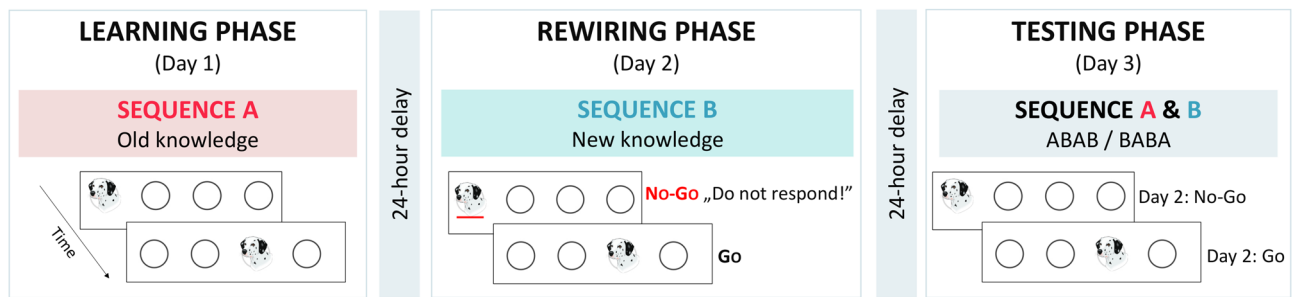 LEARNING PHASE
(Day 1)
SEQUENCE A
Old knowledge
Time
24-hour delay
REWIRING PHASE
(Day 2)
SEQUENCE B
New knowledge
No-Go „Do not respond!”
Go
24-hour delay
TESTING PHASE
(Day 3)
SEQUENCE A & B
ABAB / BABA
Day 2: No-Go
Day 2: Go